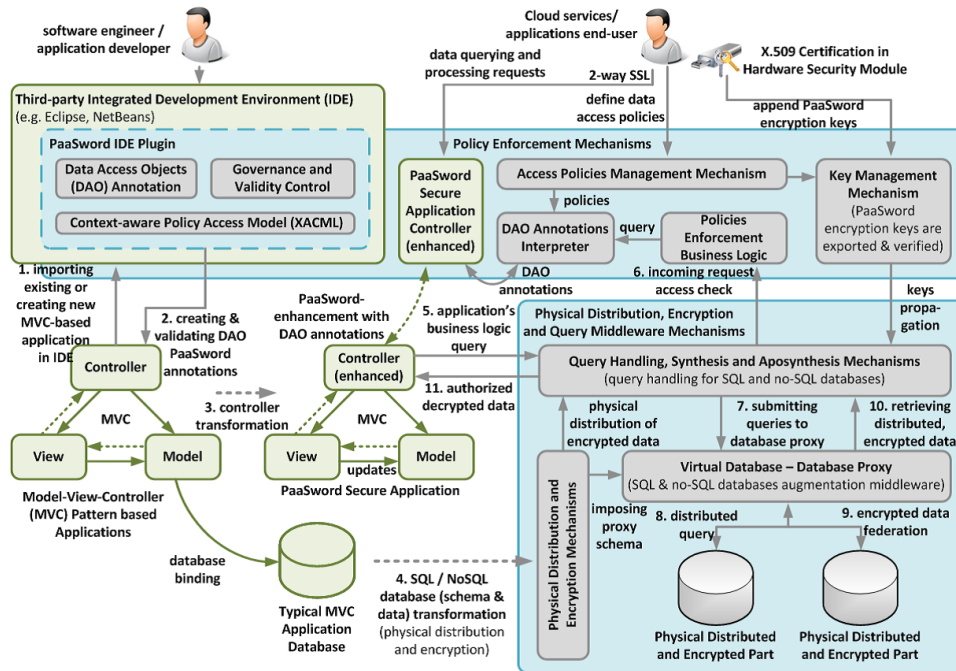 software engineer /
application developer
Cloud services/
applications end-user
X.509 Certification in
Hardware Security Module
data querying and
processing requests
2-way SSL
define data
access policies
append PaaSword
encryption keys
Third-party Integrated Development Environment (IDE)
(e.g. Eclipse, NetBeans)
PaaSword IDE Plugin
Data Access Objects
(DAO) Annotation
Governance and
Validity Control
Context-aware Policy Access Model (XACML)
Policy Enforcement Mechanisms
PaaSword
Secure
Application
Controller
(enhanced)
Access Policies Management Mechanism
Key Management
Mechanism
(PaaSword
encryption keys are
exported & verified)
policies
DAO Annotations
Interpreter
query
Policies
Enforcement
Business Logic
DAO
annotations
6. incoming request
access check
keys
propa-
gation
1. importing
existing or
creating new
MVC-based
application
in IDE
2. creating &
validating DAO
PaaSword
annotations
PaaSword-
enhancement with
DAO annotations
5. application's
business logic
query
Physical Distribution, Encryption
and Query Middleware Mechanisms
Controller
Controller
(enhanced)
Query Handling, Synthesis and Aposynthesis Mechanisms
(query handling for SQL and no-SQL databases)
3. controller
transformation
11. authorized
decrypted data
MVC
MVC
physical
distribution of
encrypted data
7. submitting
queries to
database proxy
10. retrieving
distributed,
encrypted data
View
Model
View
updates
Model
Virtual Database – Database Proxy
(SQL & no-SQL databases augmentation middleware)
Model-View-Controller
(MVC) Pattern based
Applications
PaaSword Secure Application
Physical Distribution and
Encryption Mechanisms
imposing
proxy
schema
8. distributed
query
9. encrypted data
federation
database
binding
Typical MVC
Application
Database
4. SQL / NoSQL
database (schema &
data) transformation
(physical distribution
and encryption)
Physical Distributed
and Encrypted Part
Physical Distributed
and Encrypted Part